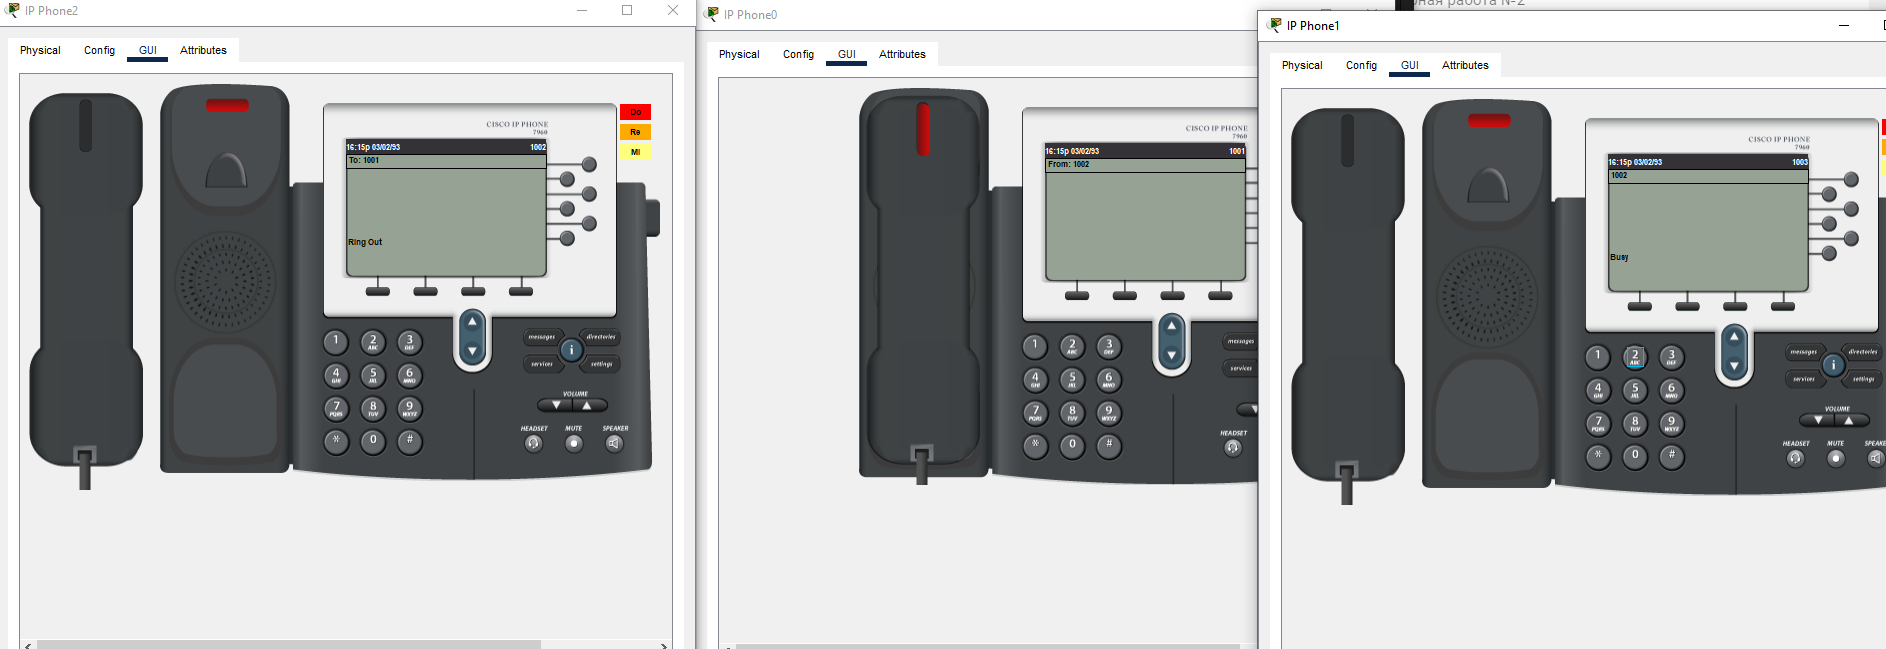 IP Phone2
Physical Config GUI Attributes
CISCO IP PHONE
7960
16:15p 03/02/93 1002
To: 1001
Ring Out
Do
Re
Mi
1 2 ABC 3 DEF
4 GHI 5 JKL 6 MNO
7 PQRS 8 TUV 9 WXYZ
* 0 #
messages directories
i
services settings
VOLUME
HEADSET MUTE SPEAKER
IP Phone0
Physical Config GUI Attributes
CISCO IP PHONE
7960
16:15p 03/02/93 1001
From: 1002
1 2 ABC 3 DEF
4 GHI 5 JKL 6 MNO
7 PQRS 8 TUV 9 WXYZ
* 0 #
messages
services
HEADSET
рная работа №2
IP Phone1
Physical Config GUI Attributes
CISCO IP PHONE
7960
16:15p 03/02/93 1003
1002
Busy
1 2 ABC 3 DEF
4 GHI 5 JKL 6 MNO
7 PQRS 8 TUV 9 WXYZ
* 0 #
messages directories
i
services settings
VOLUME
HEADSET MUTE SPEAKE